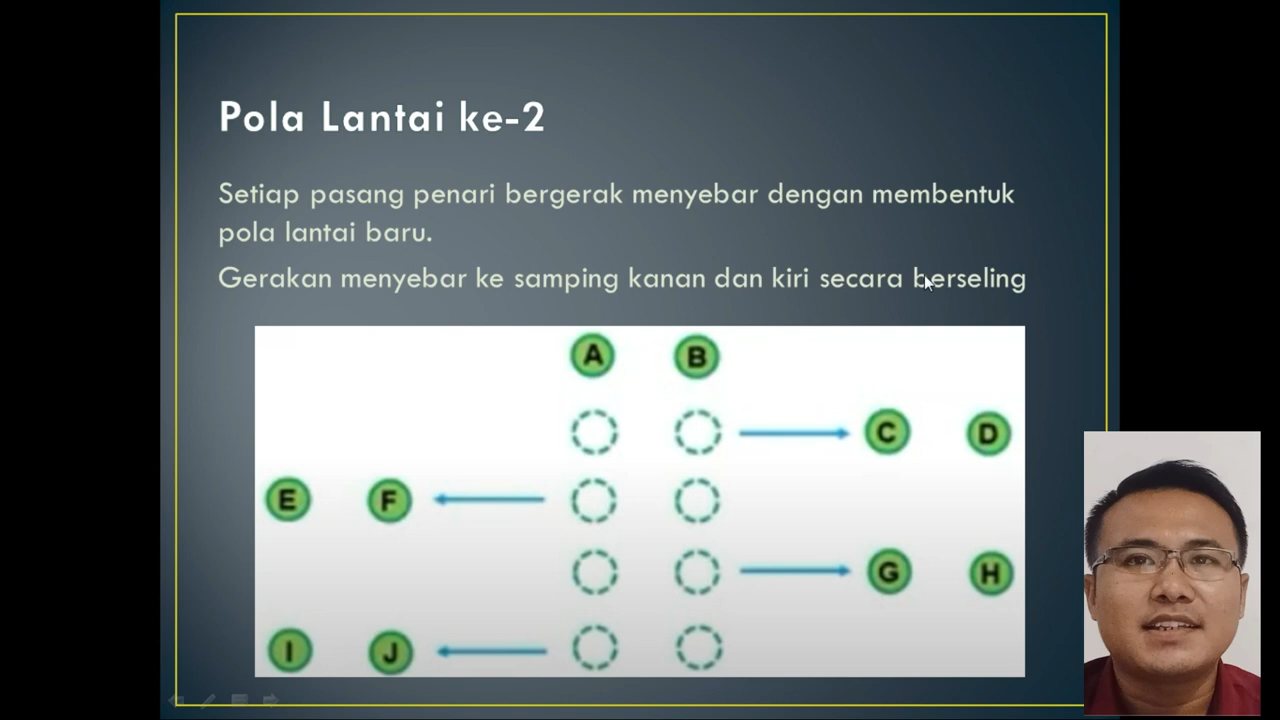 Pola Lantai ke-2
Setiap pasang penari bergerak menyebar dengan membentuk
pola lantai baru.
Gerakan menyebar ke samping kanan dan kiri secara berseling
A B
C D
E F
G H
I J